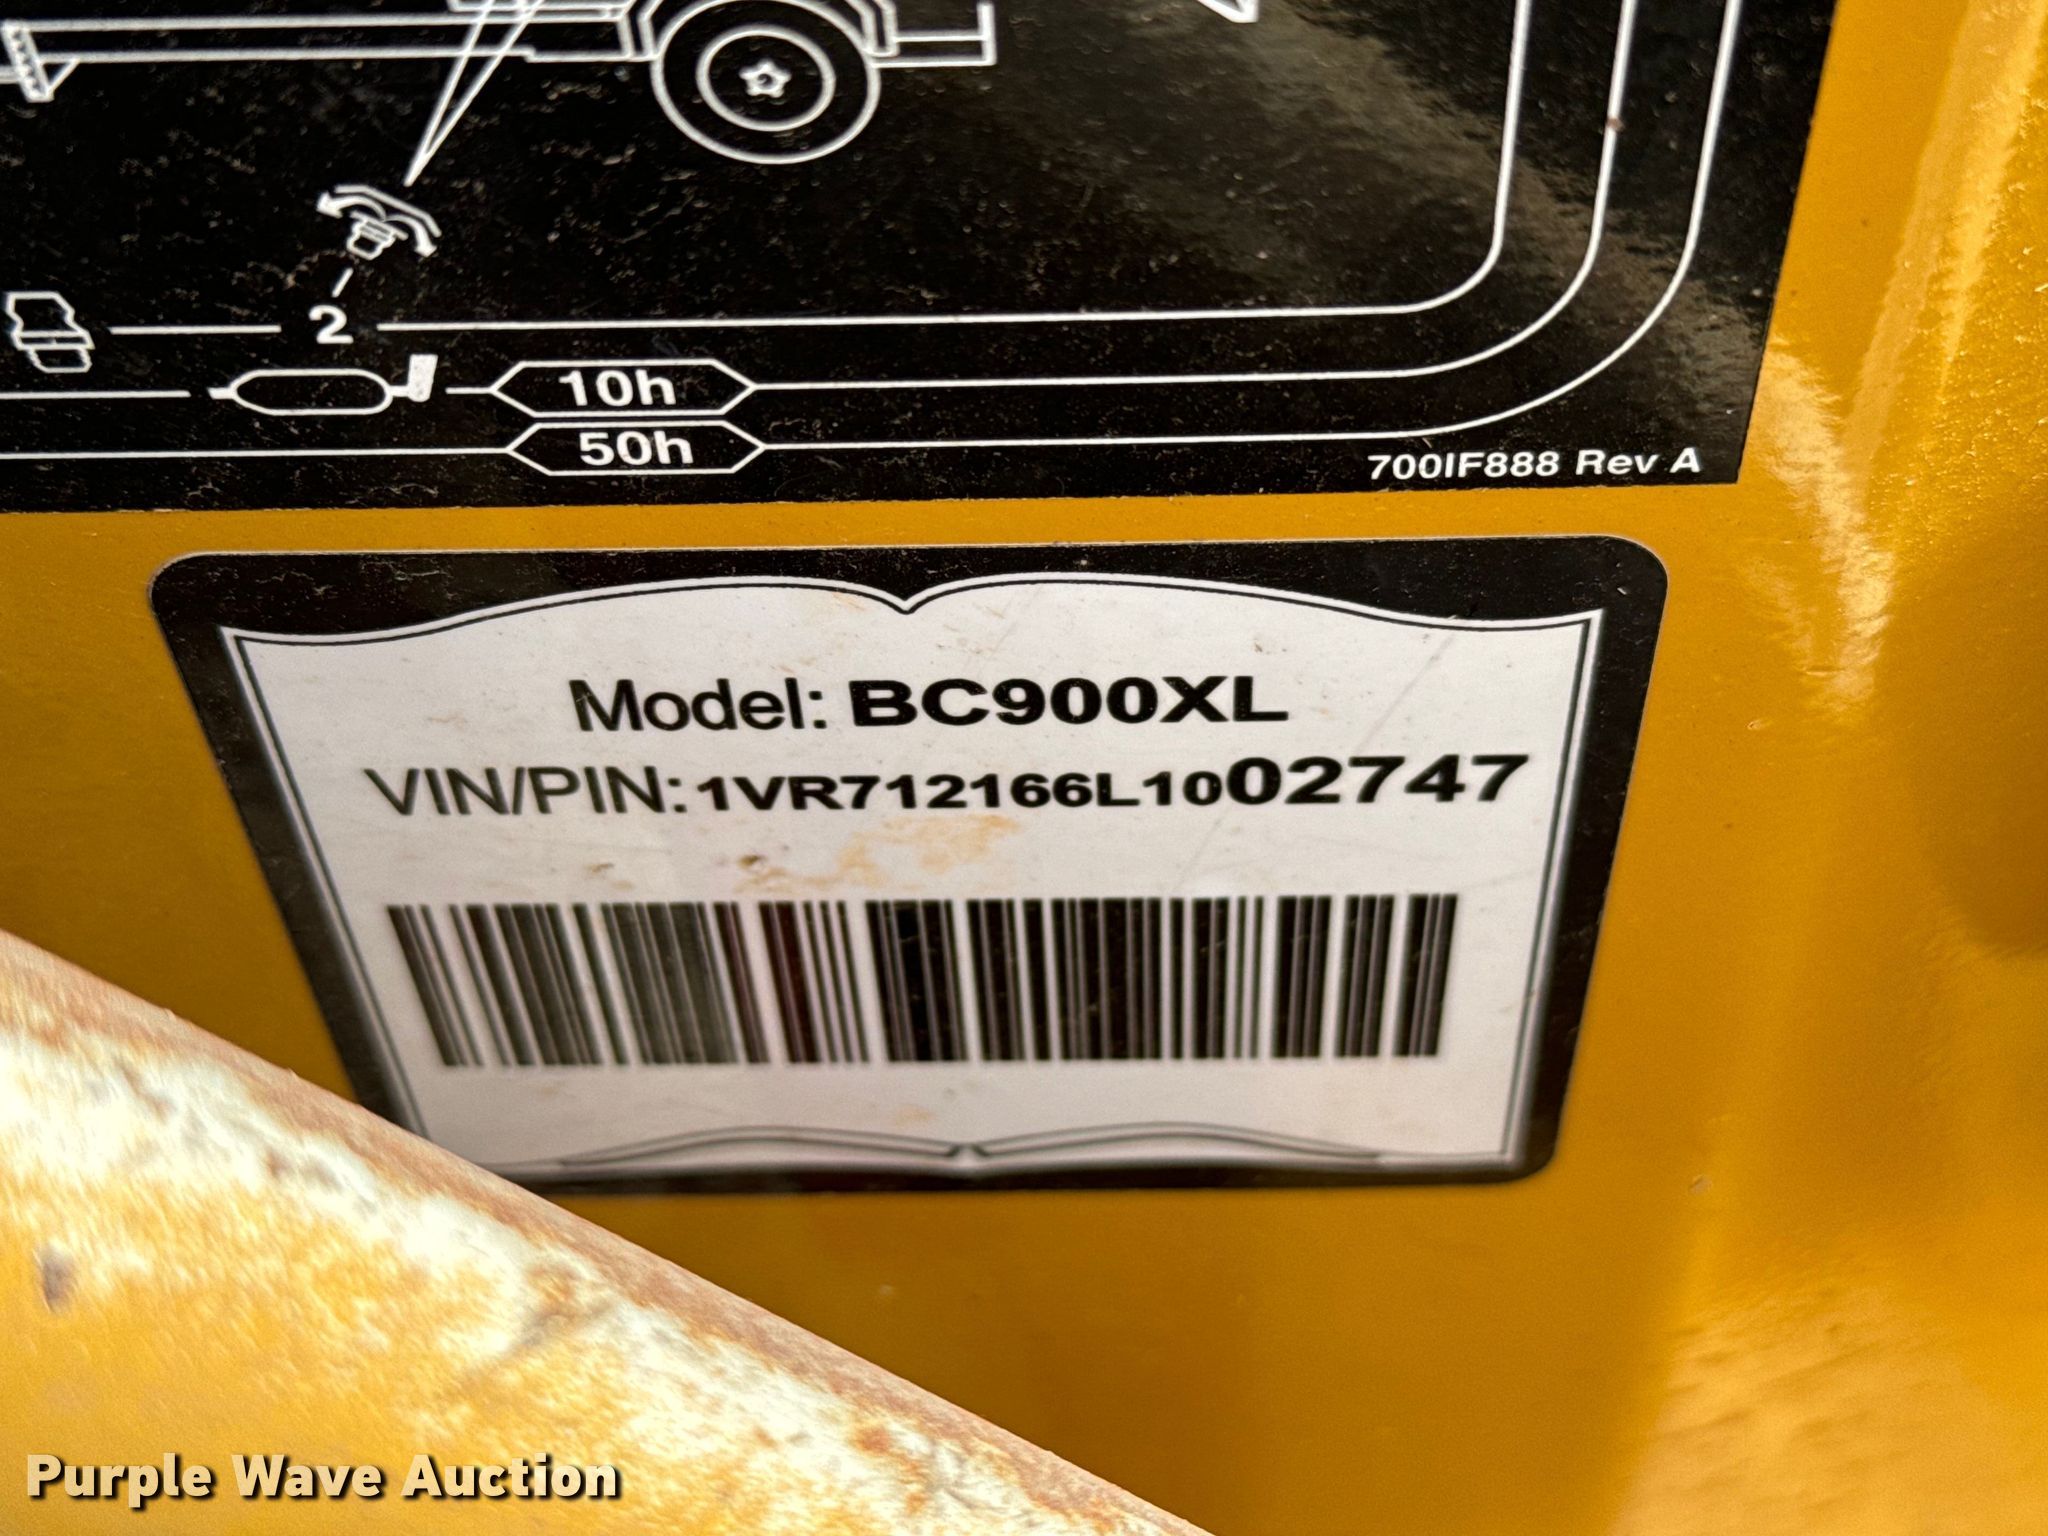 2
10h
50h
700IF888 Rev A
Model: BC900XL
VIN/PIN: 1VR712166L1002747
Purple Wave Auction